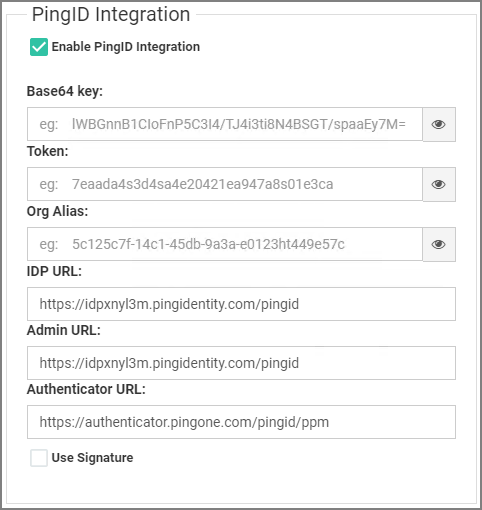 PingID Integration
Enable PingID Integration
Base64 key:
eg: lWBGnnB1CIoFnP5C3I4/TJ4i3ti8N4BSGT/spaaEy7M=
Token:
eg: 7eaada4s3d4sa4e20421ea947a8s01e3ca
Org Alias:
eg: 5c125c7f-14c1-45db-9a3a-e0123ht449e57c
IDP URL:
https://idpxnyl3m.pingidentity.com/pingid
Admin URL:
https://idpxnyl3m.pingidentity.com/pingid
Authenticator URL:
https://authenticator.pingone.com/pingid/ppm
Use Signature